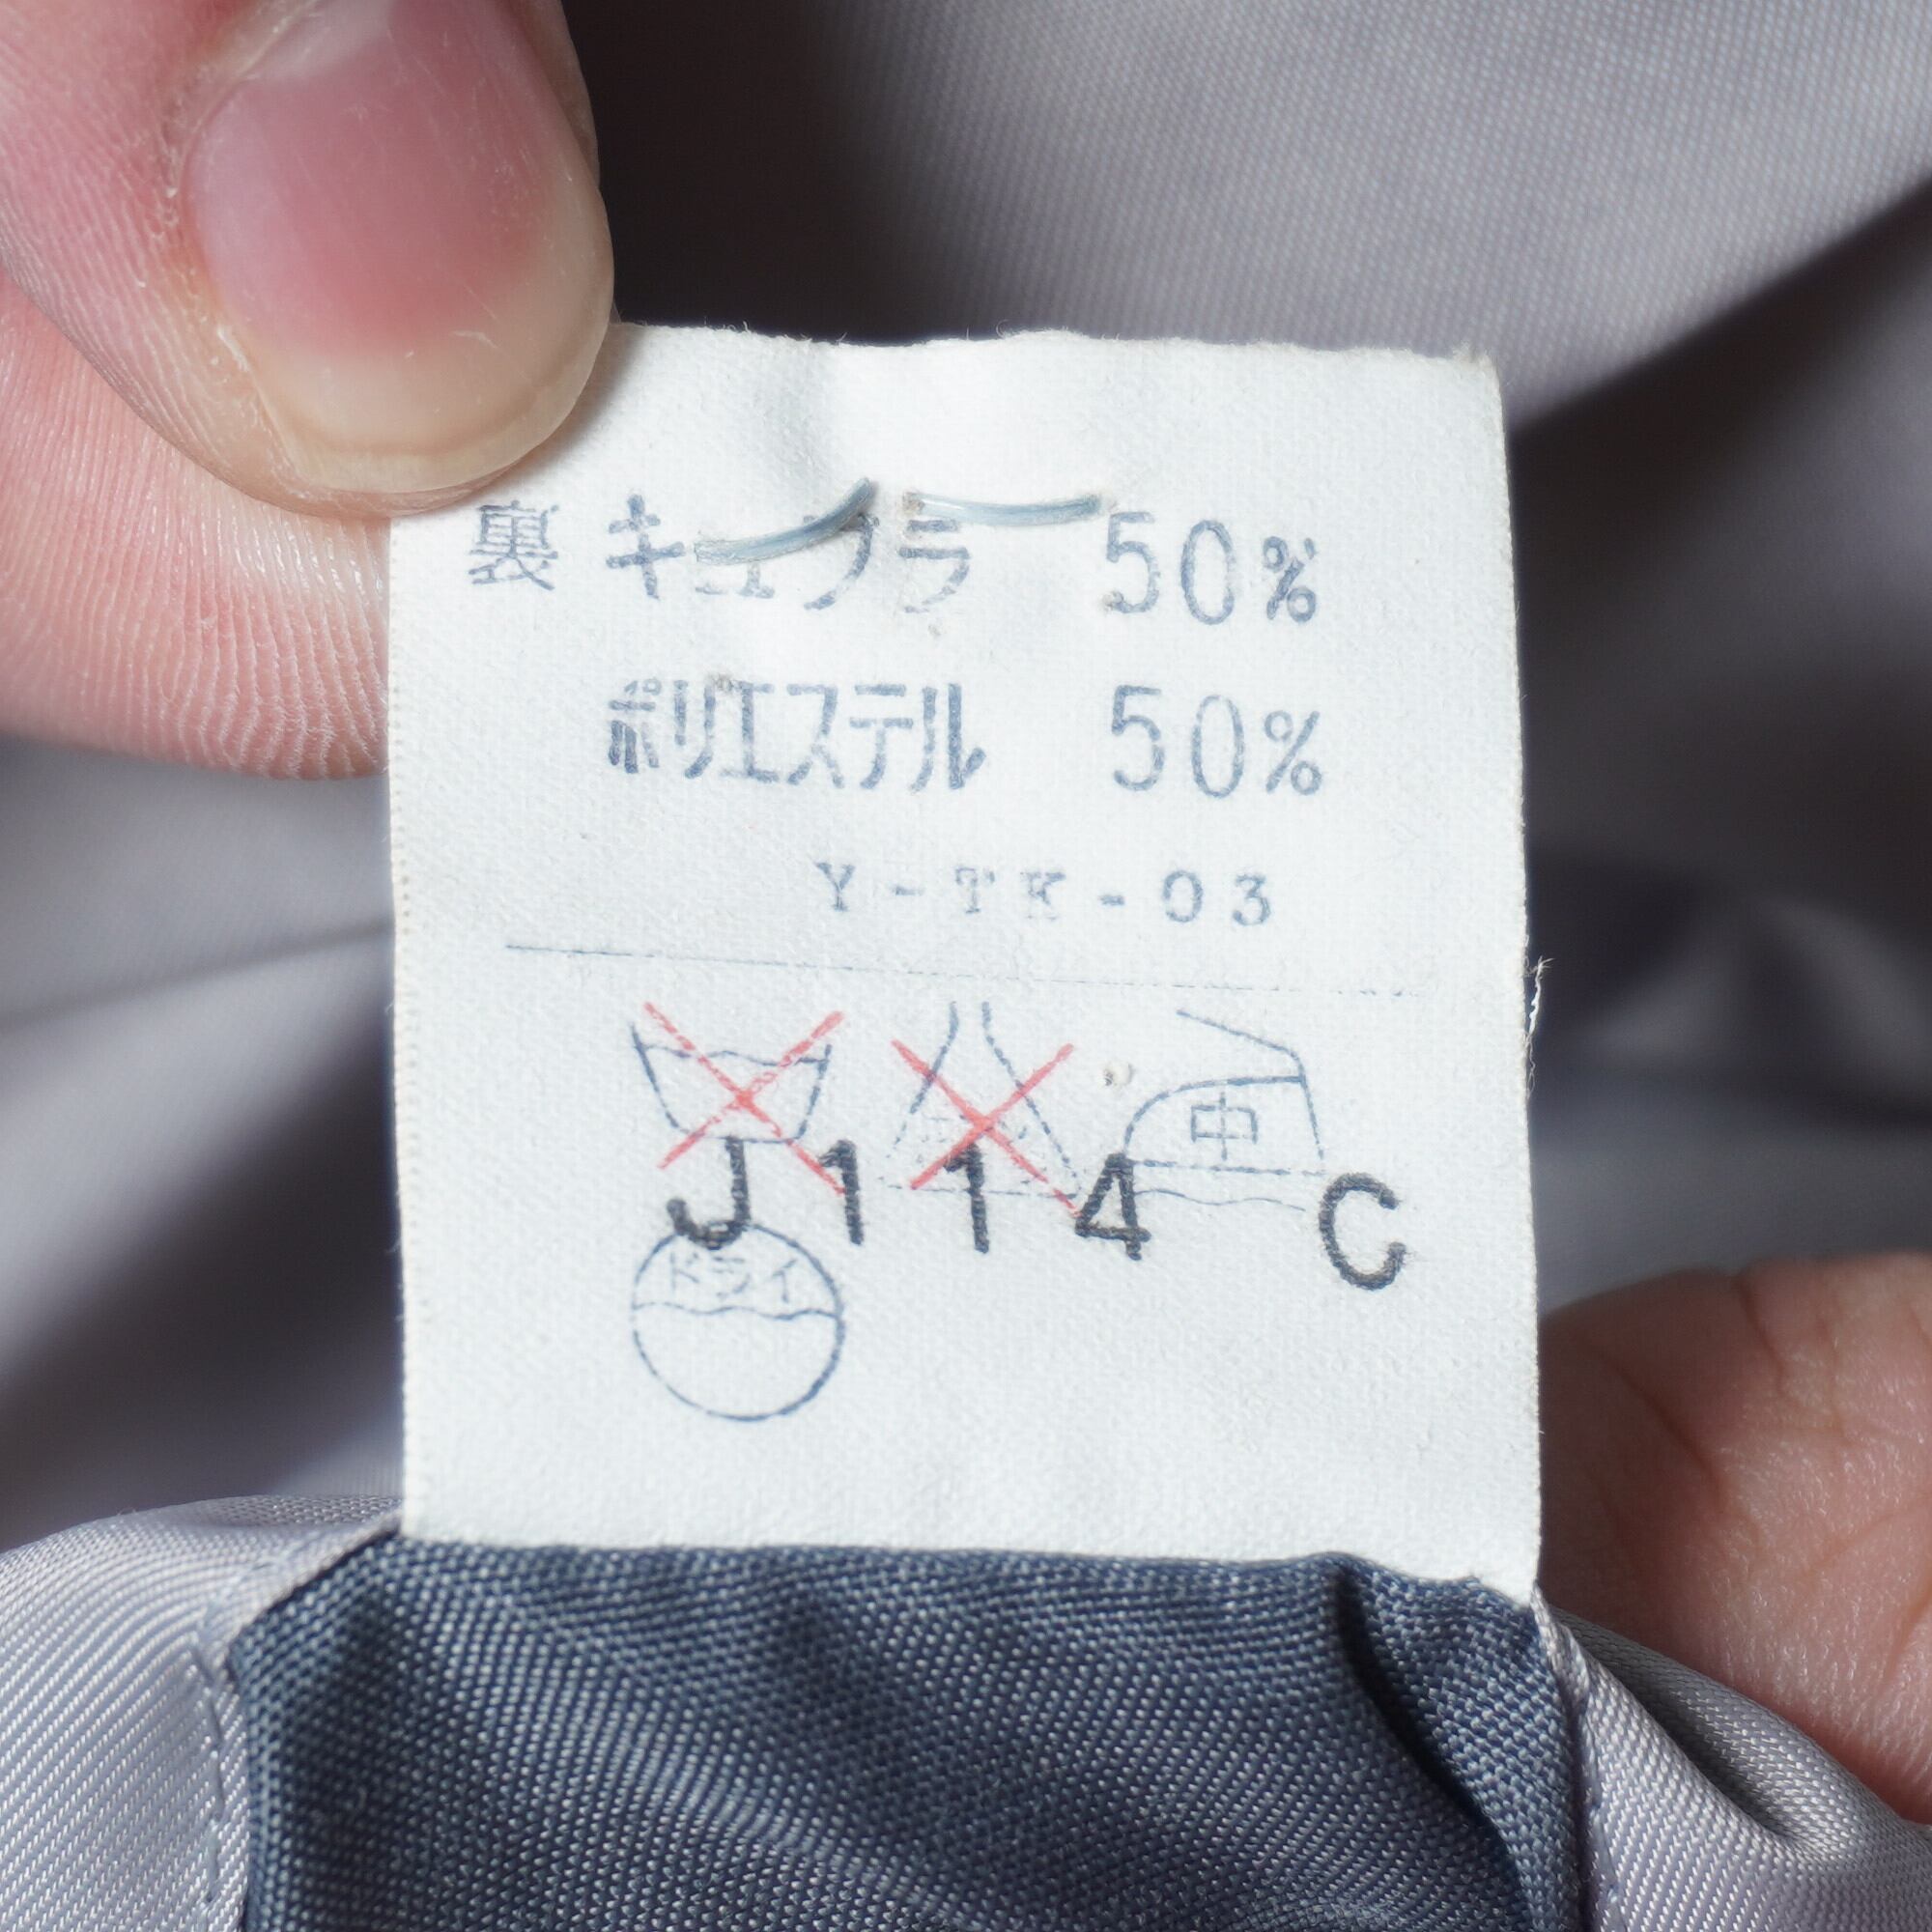 裏 キュプラ 50%
ポリエステル 50%
Y-TK-03
中
J114 C
ドライ